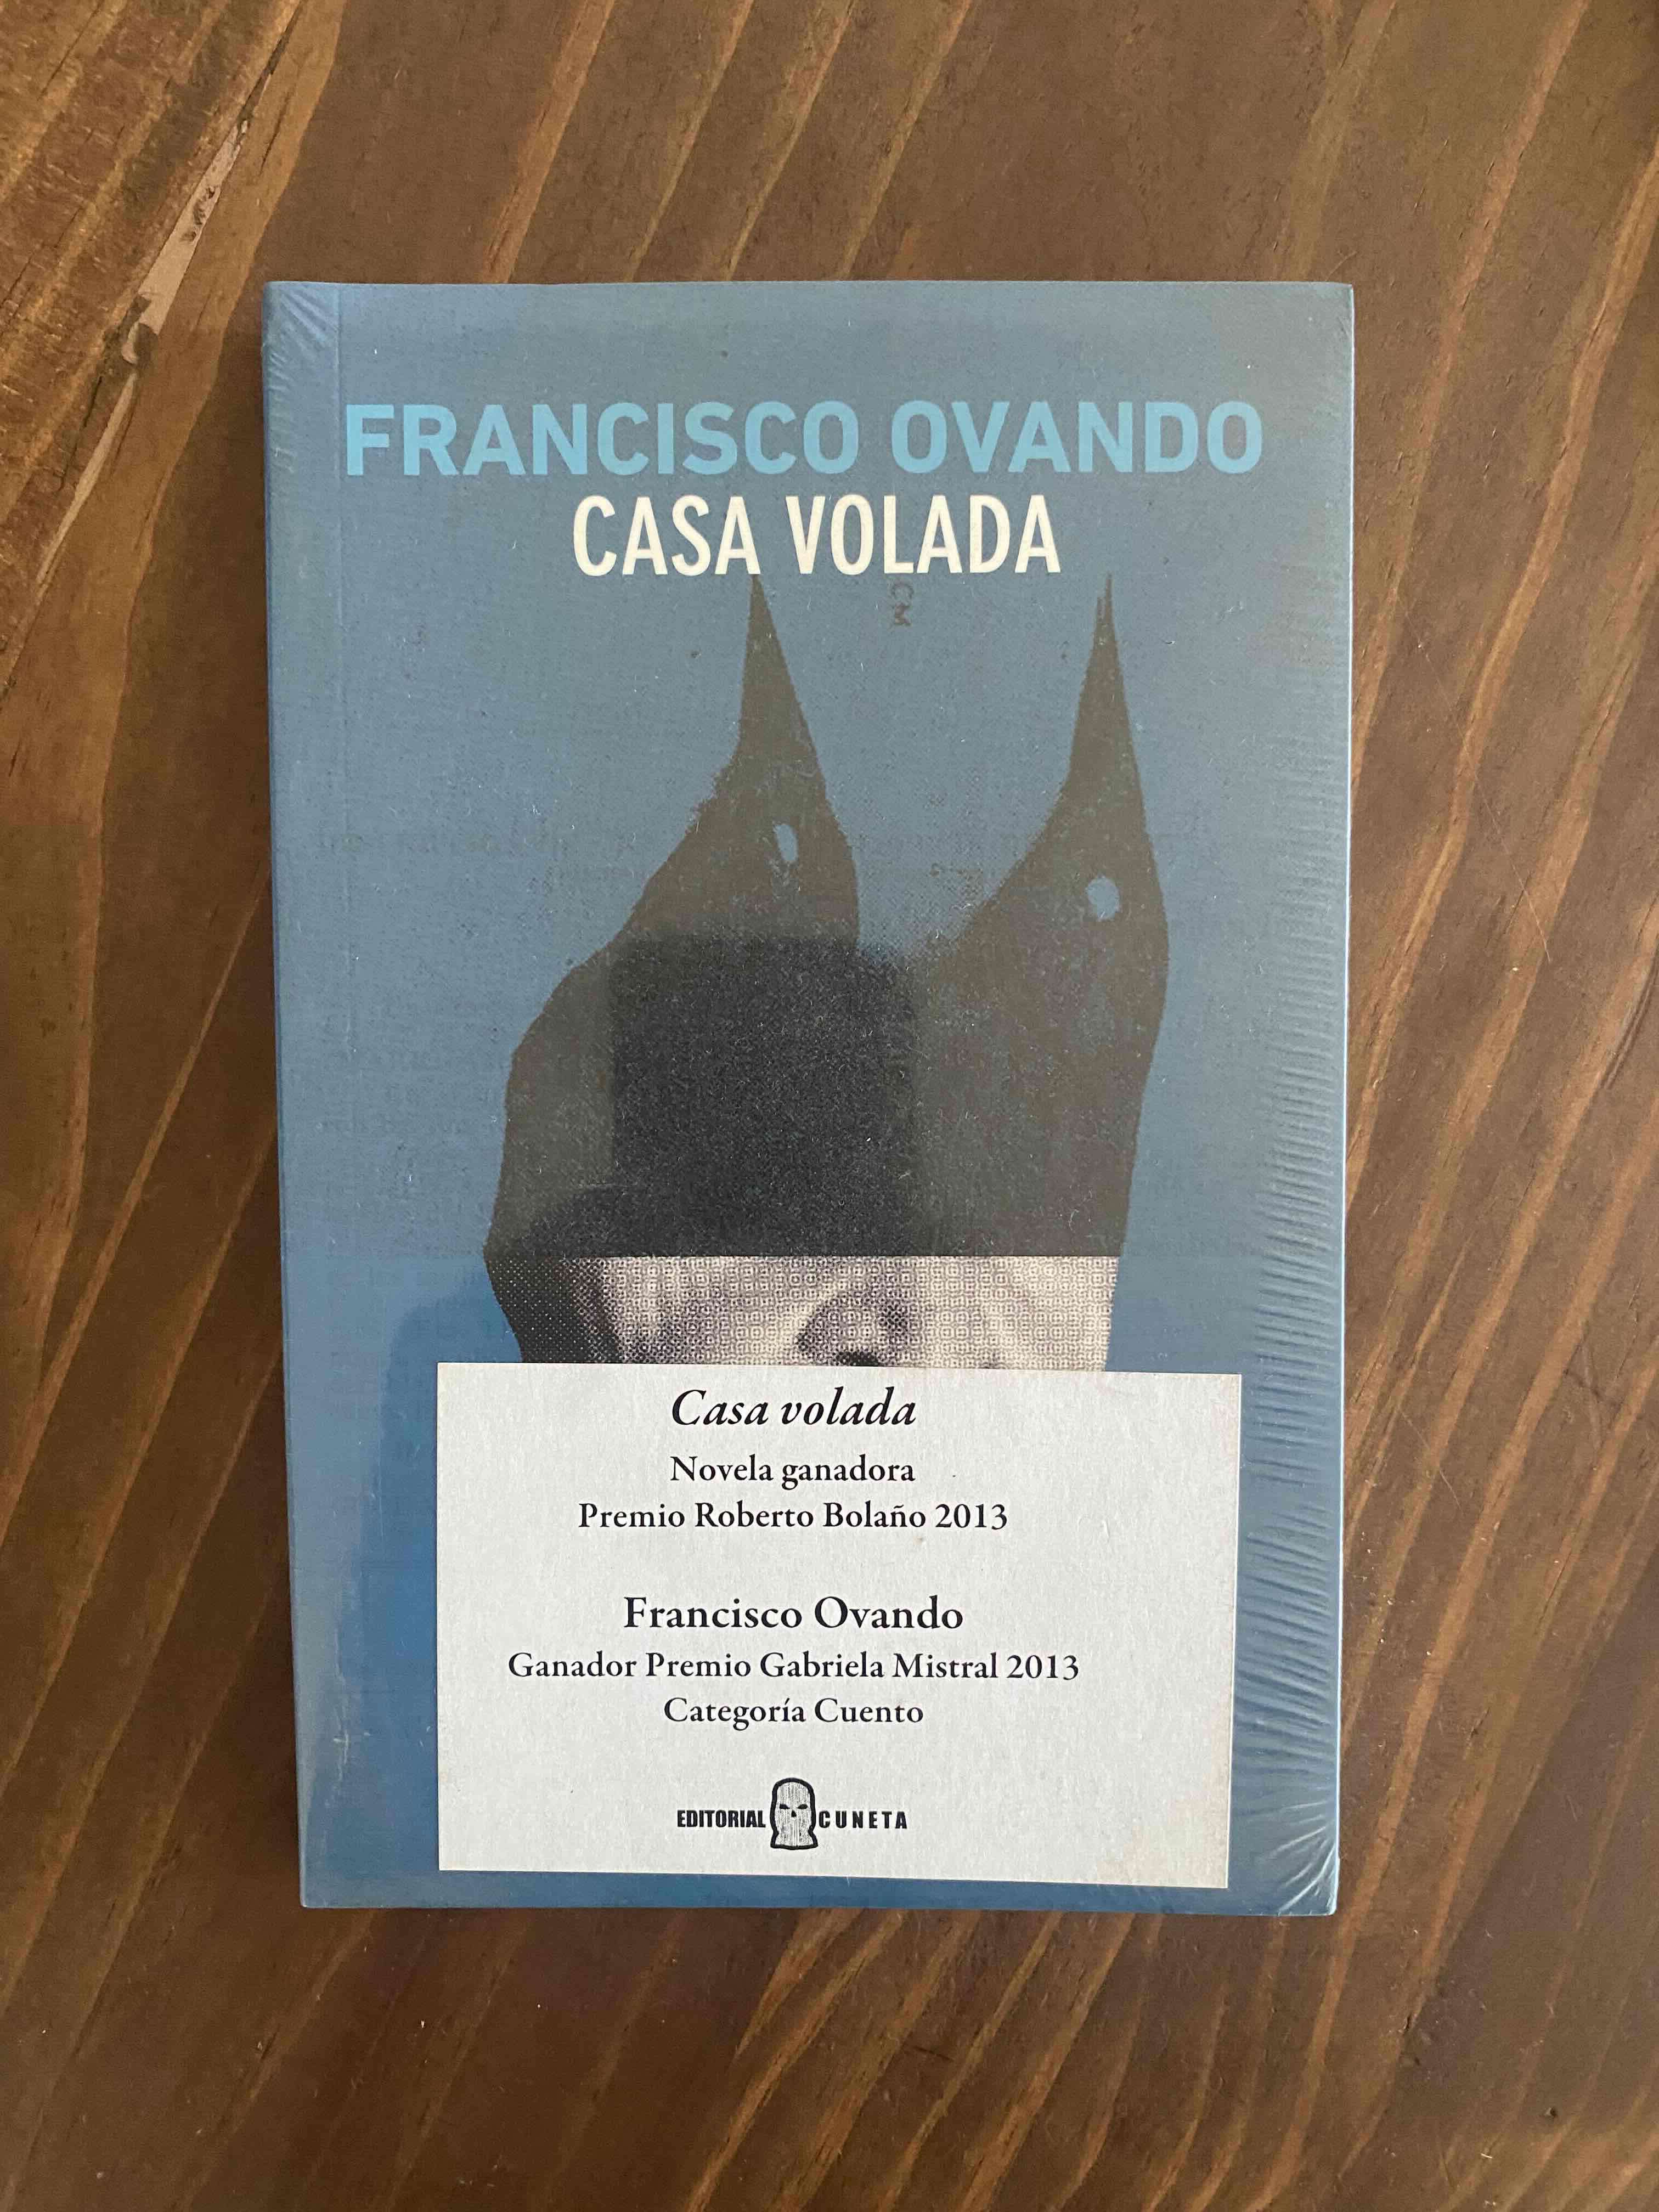 FRANCISCO OVANDO
CASA VOLADA
CM
Casa volada
Novela ganadora
Premio Roberto Bolaño 2013
Francisco Ovando
Ganador Premio Gabriela Mistral 2013
Categoría Cuento
EDITORIAL CUNETA